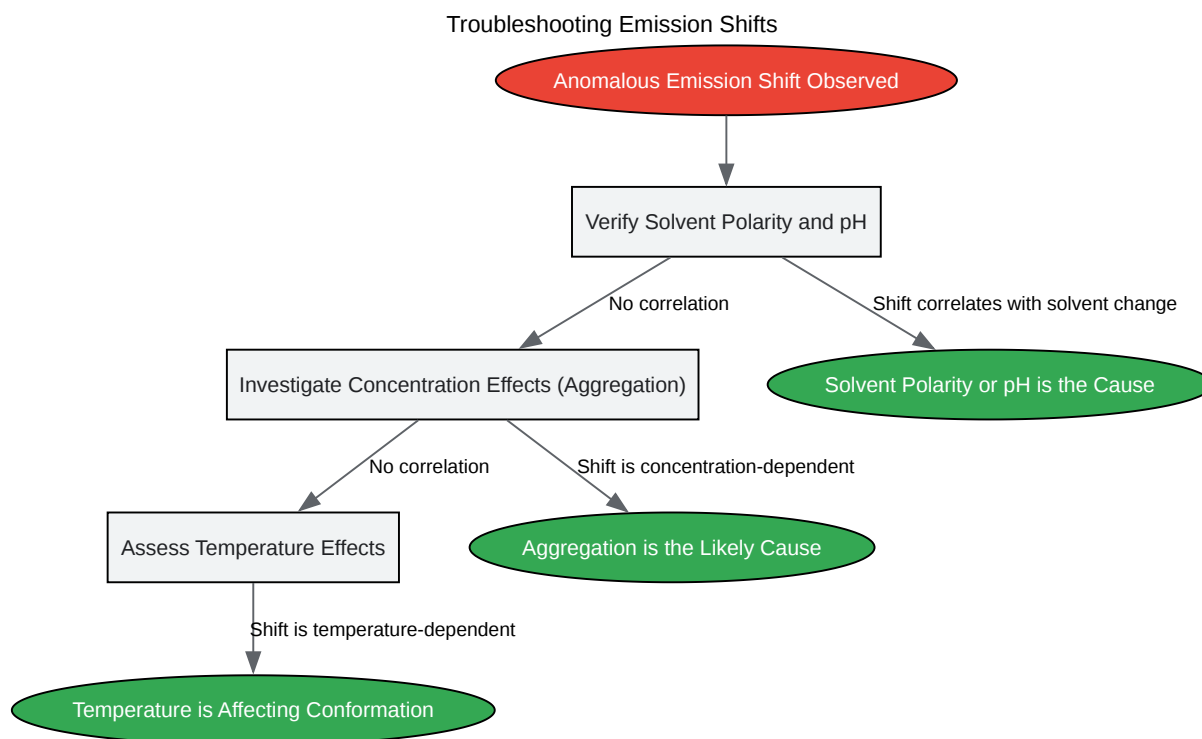 Troubleshooting Emission Shifts
Anomalous Emission Shift Observed
Verify Solvent Polarity and pH
No correlation
Shift correlates with solvent change
Investigate Concentration Effects (Aggregation)
Solvent Polarity or pH is the Cause
No correlation
Shift is concentration-dependent
Assess Temperature Effects
Aggregation is the Likely Cause
Shift is temperature-dependent
Temperature is Affecting Conformation